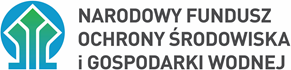 NARODOWY FUNDUSZ
OCHRONY ŚRODOWISKA
i GOSPODARKI WODNEJ